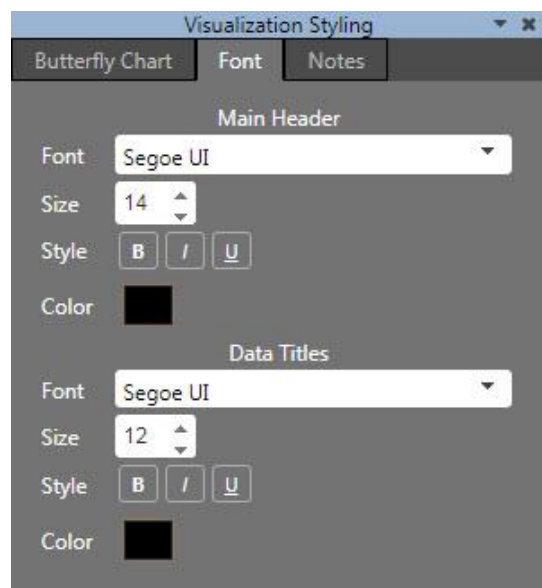 Visualization Styling
Butterfly Chart Font Notes
Main Header
Font Segoe UI
Size 14
Style B I U
Color
Data Titles
Font Segoe UI
Size 12
Style B I U
Color